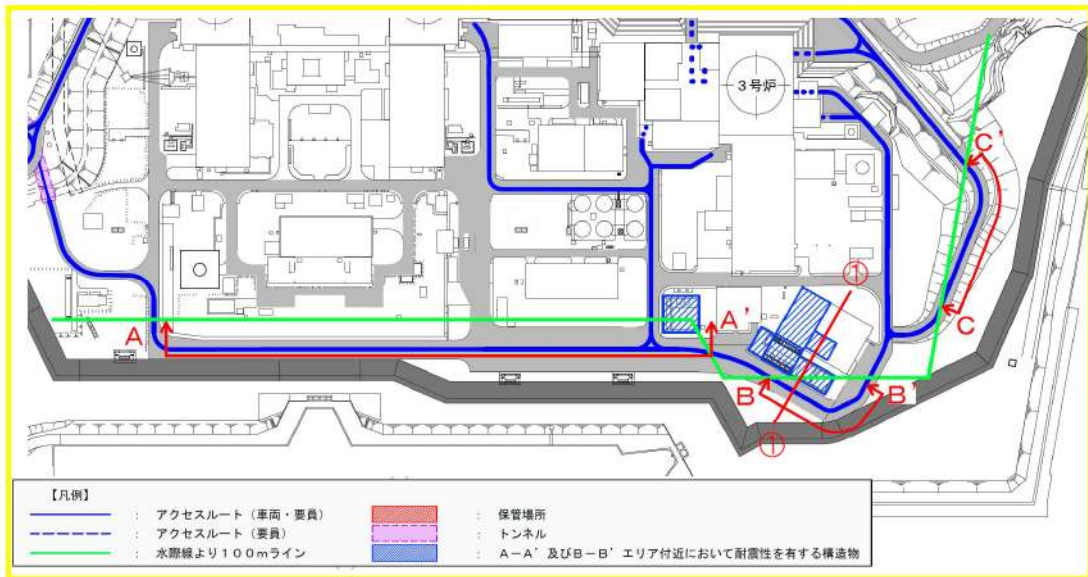 3号炉
①
C'
C
A
A'
B
B'
①
【凡例】
： アクセスルート（車両・要員）
： アクセスルート（要員）
： 水際線より１００ｍライン
： 保管場所
： トンネル
： Ａ－Ａ’及びＢ－Ｂ’エリア付近において耐震性を有する構造物